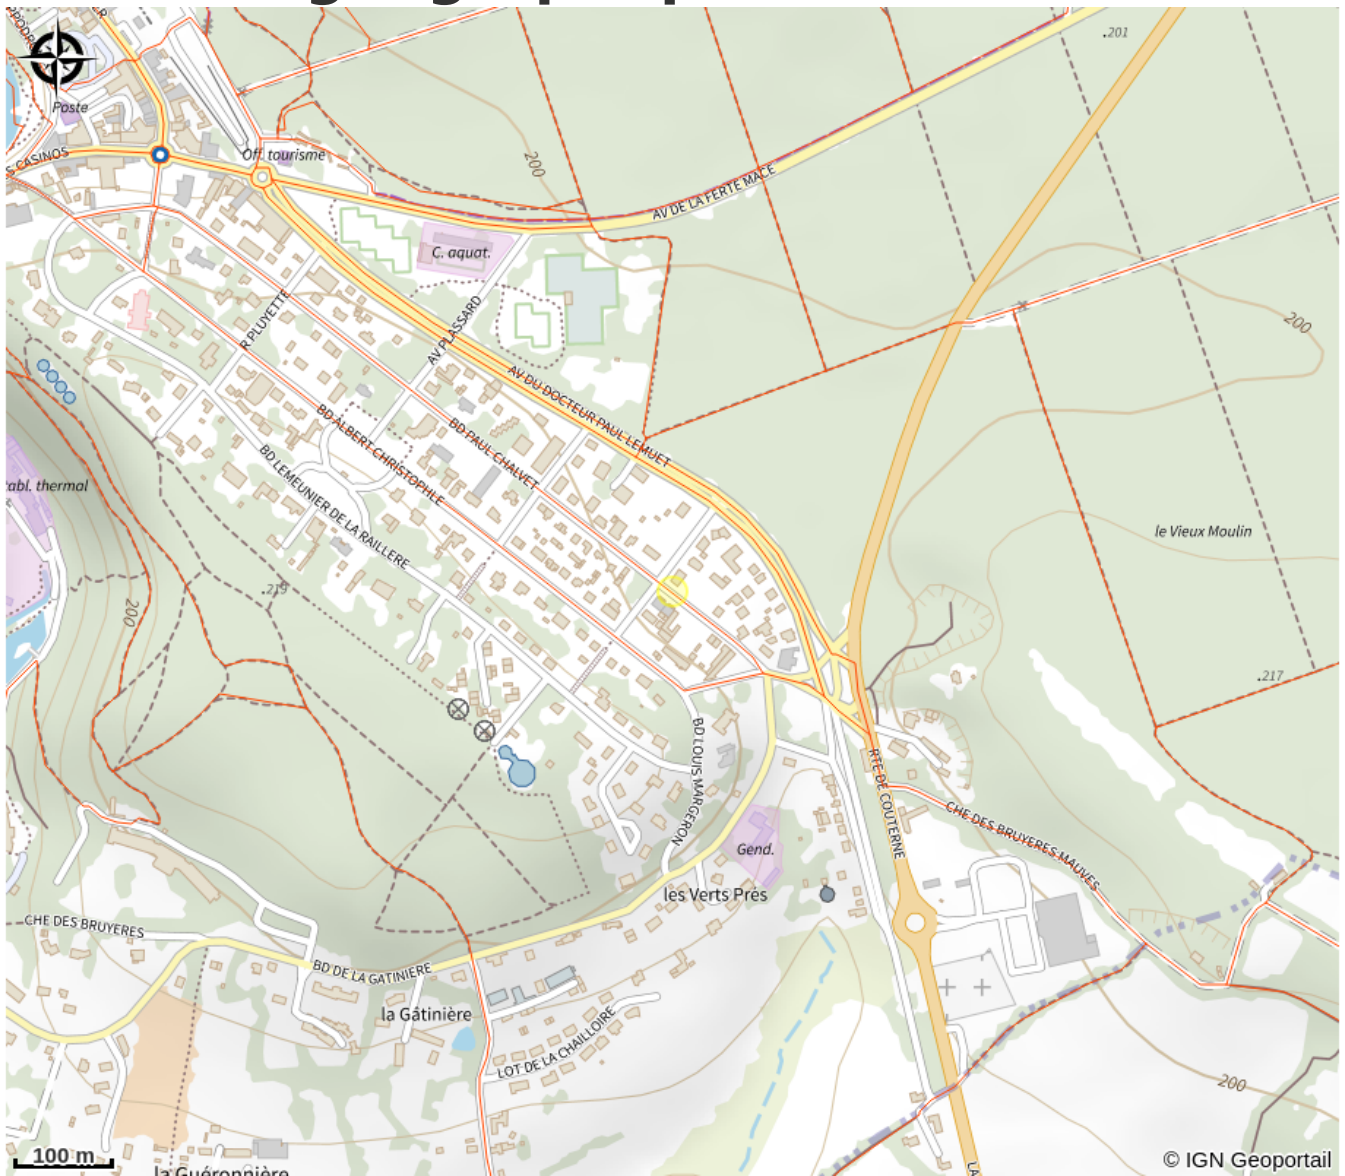 201
Poste
S CASINOS
Off. tourisme
200
AV DE LA FERTE MACE
C. aquat.
R PLUYETTE
AV PLASSARD
200
AV DU DOCTEUR PAUL LEMUET
BD ALBERT CHRISTOPHLE
BD PAUL CHALVET
BD LEMEUNIER DE LA RAILLERE
tabl. thermal
le Vieux Moulin
219
200
217
BD LOUIS MARGERON
RTE DE COUTERNE
CHE DES BRUYERES MAUVES
Gend.
les Verts Prés
CHE DES BRUYERES
BD DE LA GATINIERE
la Gâtinière
LOT DE LA CHAILLOIRE
200
100 m
la Guéronnière
© IGN Geoportail